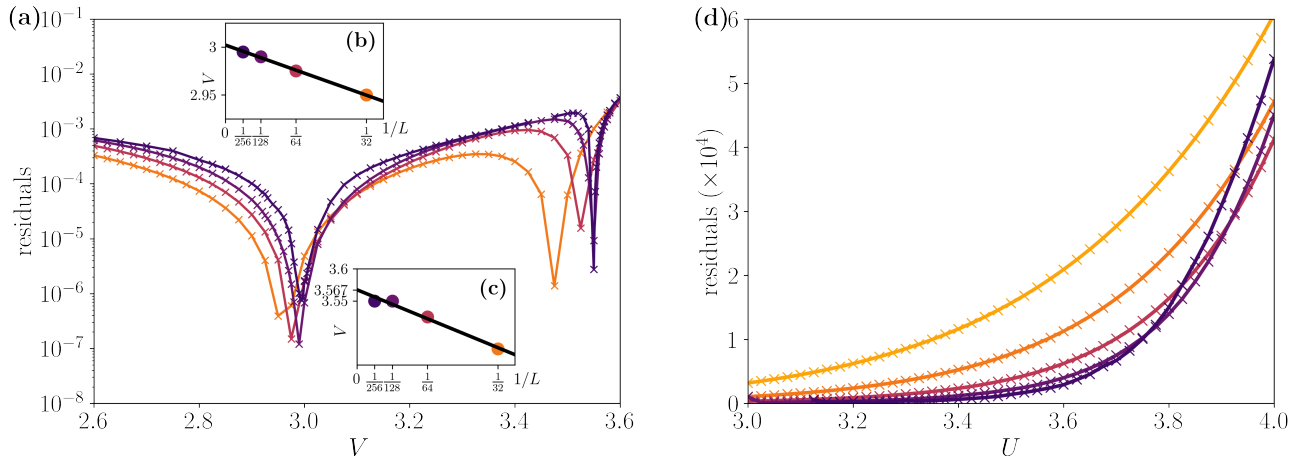 (a)
residuals
10⁻¹
10⁻²
10⁻³
10⁻⁴
10⁻⁵
10⁻⁶
10⁻⁷
10⁻⁸
2.6 2.8 3.0 3.2 3.4 3.6
V
(b)
V
3
2.95
0 1/256 1/128 1/64 1/32 1/L
(c)
V
3.6
3.567
3.55
0 1/256 1/128 1/64 1/32 1/L
(d)
residuals (×10⁴)
6
5
4
3
2
1
0
3.0 3.2 3.4 3.6 3.8 4.0
U